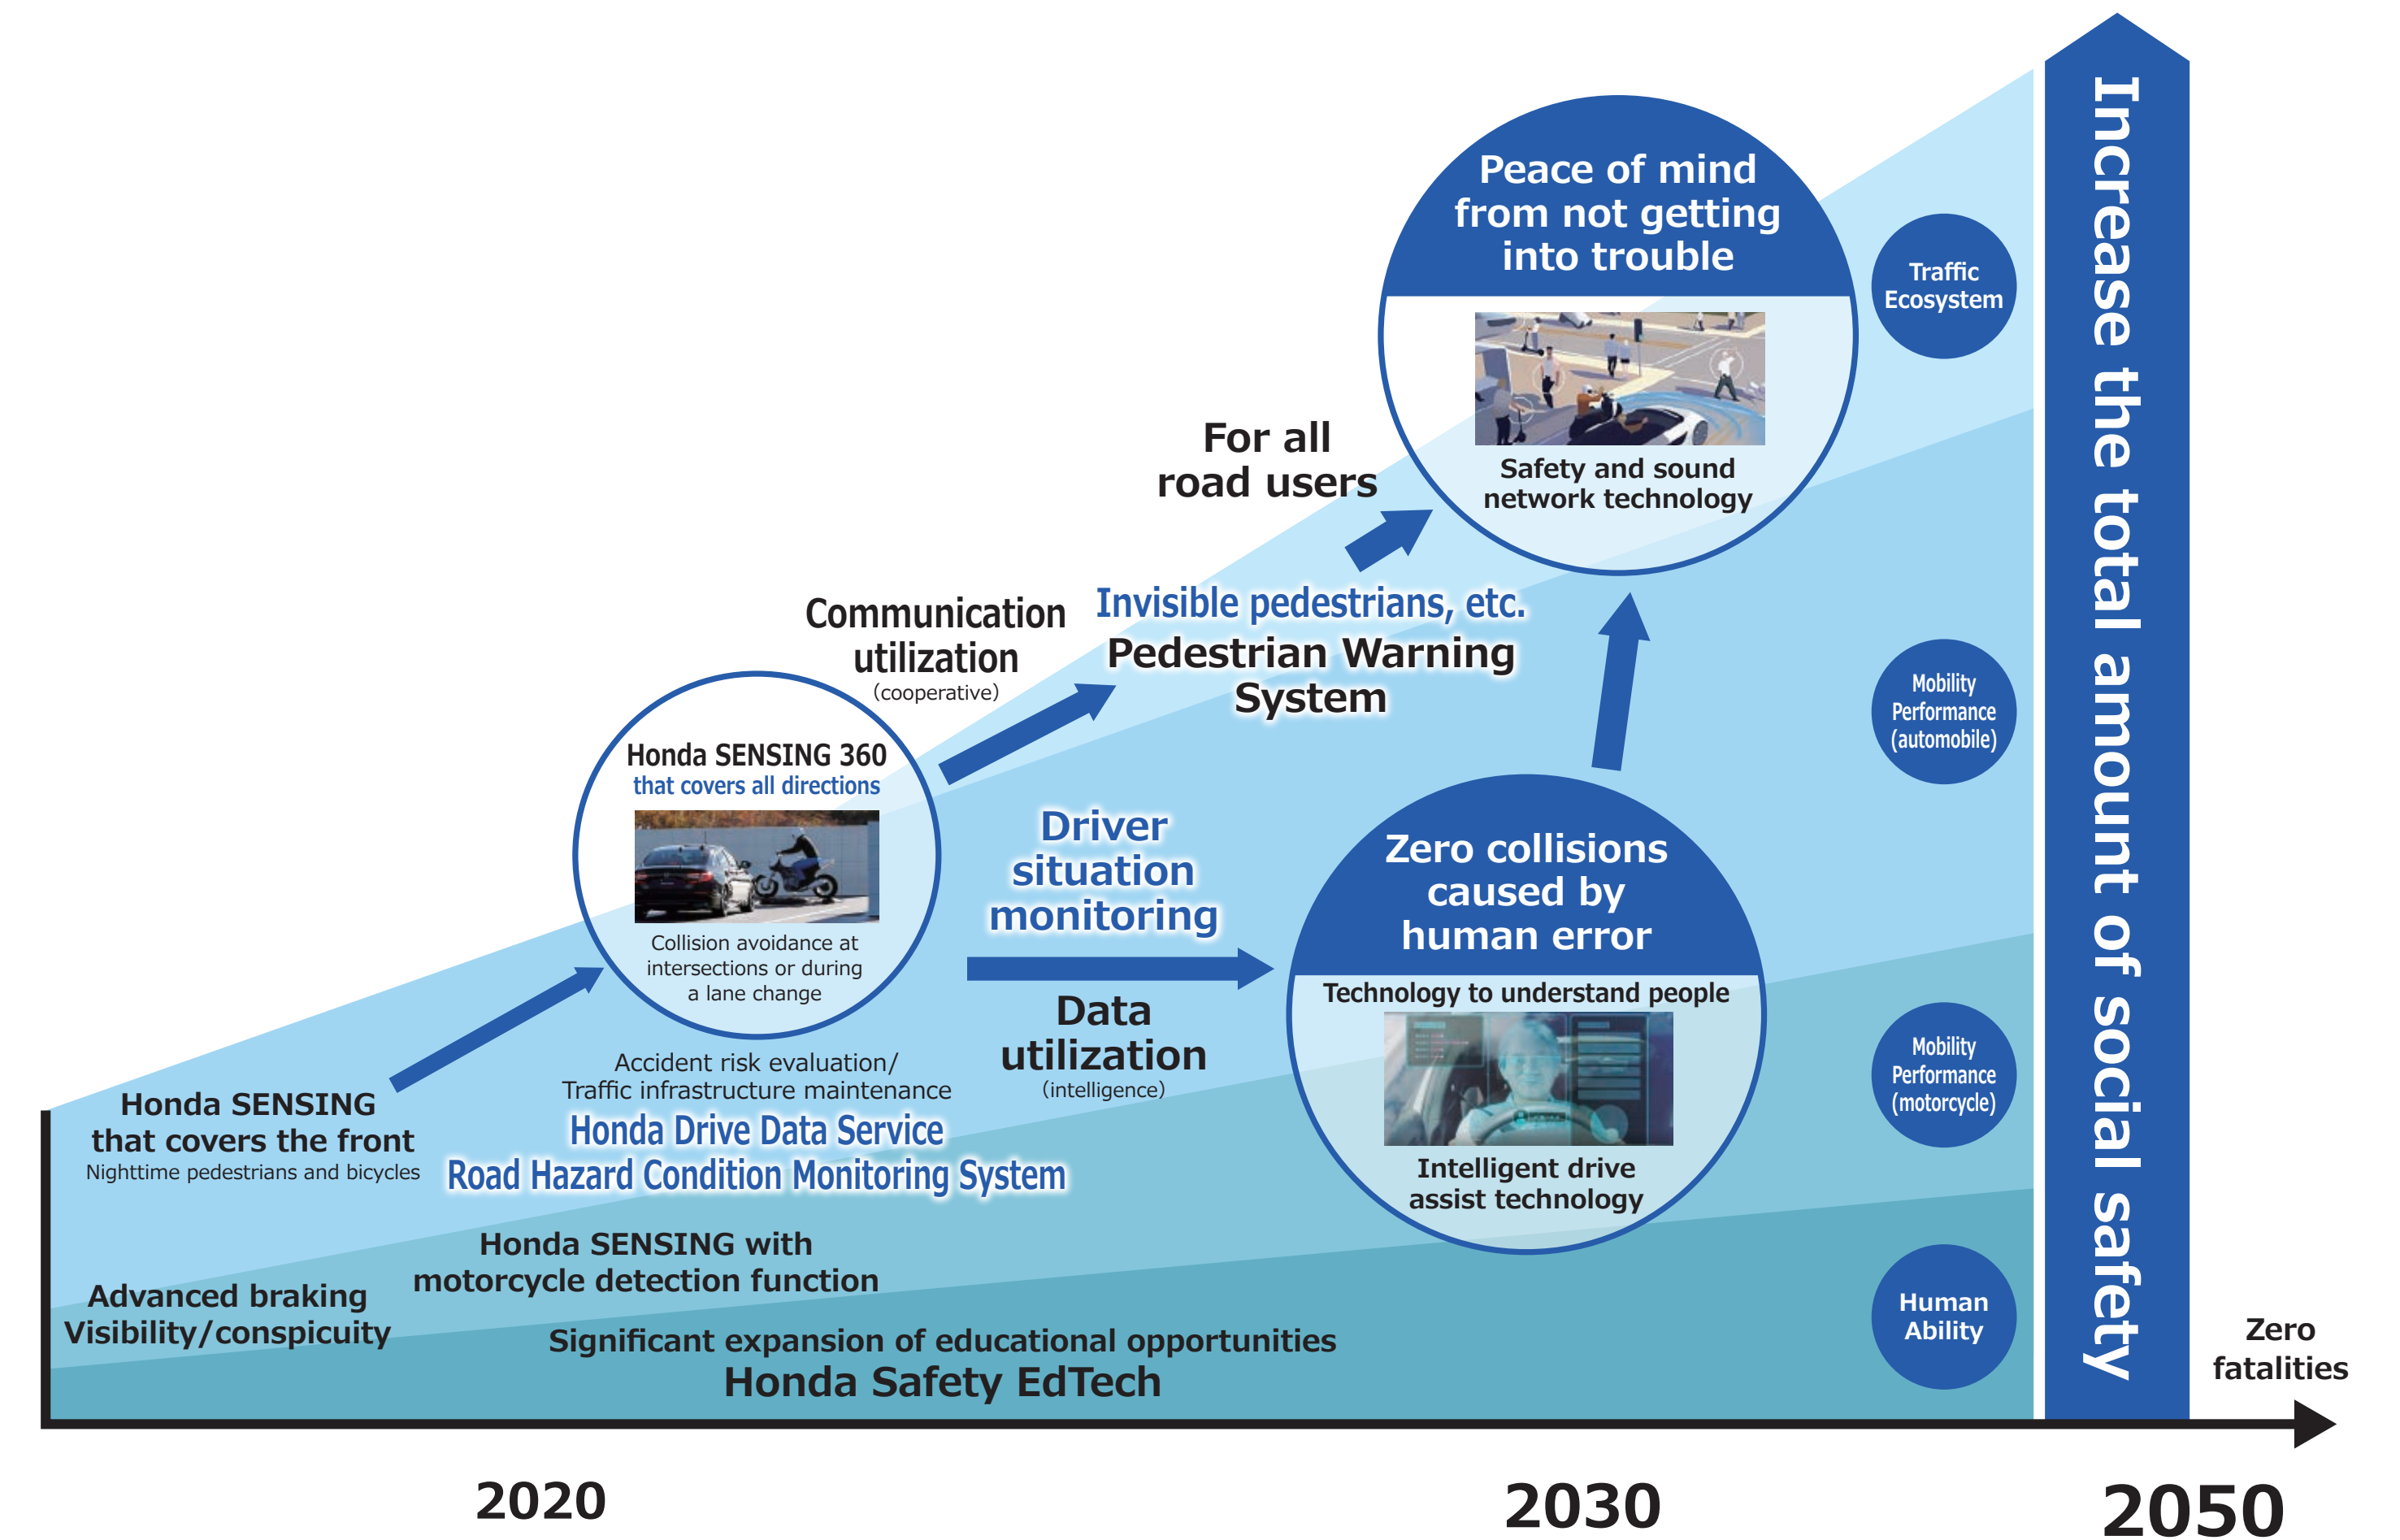 Peace of mind
from not getting
into trouble
Safety and sound
network technology
Traffic
Ecosystem
Increase the total amount of social safety
For all
road users
Communication
utilization
(cooperative)
Invisible pedestrians, etc.
Pedestrian Warning
System
Mobility
Performance
(automobile)
Honda SENSING 360
that covers all directions
Collision avoidance at
intersections or during
a lane change
Driver
situation
monitoring
Data
utilization
(intelligence)
Zero collisions
caused by
human error
Technology to understand people
Intelligent drive
assist technology
Mobility
Performance
(motorcycle)
Honda SENSING
that covers the front
Nighttime pedestrians and bicycles
Accident risk evaluation/
Traffic infrastructure maintenance
Honda Drive Data Service
Road Hazard Condition Monitoring System
Honda SENSING with
motorcycle detection function
Advanced braking
Visibility/conspicuity
Significant expansion of educational opportunities
Honda Safety EdTech
Human
Ability
Zero
fatalities
2020
2030
2050